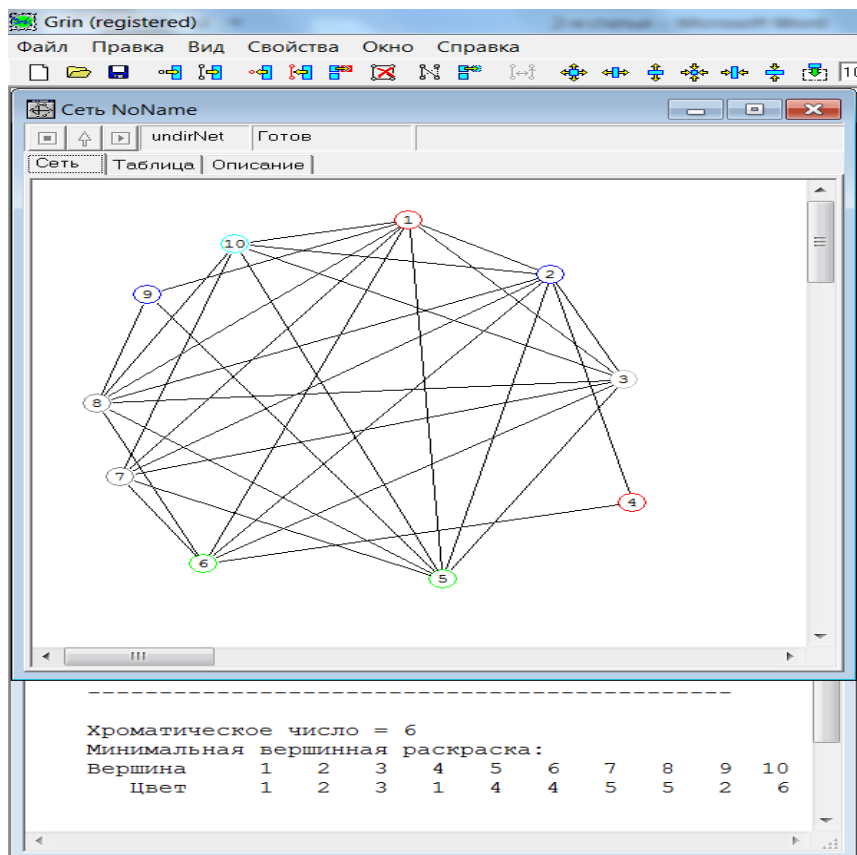 Grin (registered)
Файл Правка Вид Свойства Окно Справка
10
Сеть NoName
undirNet Готов
Сеть Таблица Описание
1
10
2
9
3
8
7
4
6
5
Хроматическое число = 6
Минимальная вершинная раскраска:
Вершина 1 2 3 4 5 6 7 8 9 10
Цвет 1 2 3 1 4 4 5 5 2 6